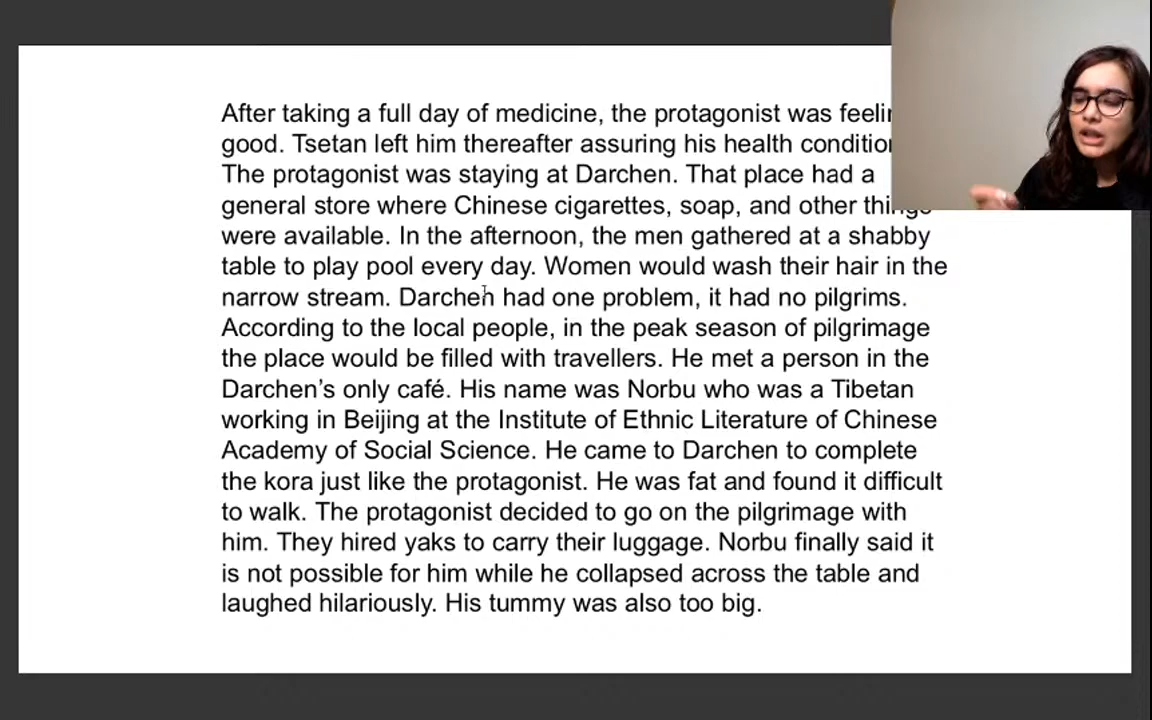 After taking a full day of medicine, the protagonist was
good. Tsetan left him thereafter assuring his health
The protagonist was staying at Darchen. That place had a
general store where Chinese cigarettes, soap, and other
were available. In the afternoon, the men gathered at a shabby
table to play pool every day. Women would wash their hair in the
narrow stream. Darchen had one problem, it had no pilgrims.
According to the local people, in the peak season of pilgrimage
the place would be filled with travellers. He met a person in the
Darchen’s only café. His name was Norbu who was a Tibetan
working in Beijing at the Institute of Ethnic Literature of Chinese
Academy of Social Science. He came to Darchen to complete
the kora just like the protagonist. He was fat and found it difficult
to walk. The protagonist decided to go on the pilgrimage with
him. They hired yaks to carry their luggage. Norbu finally said it
is not possible for him while he collapsed across the table and
laughed hilariously. His tummy was also too big.